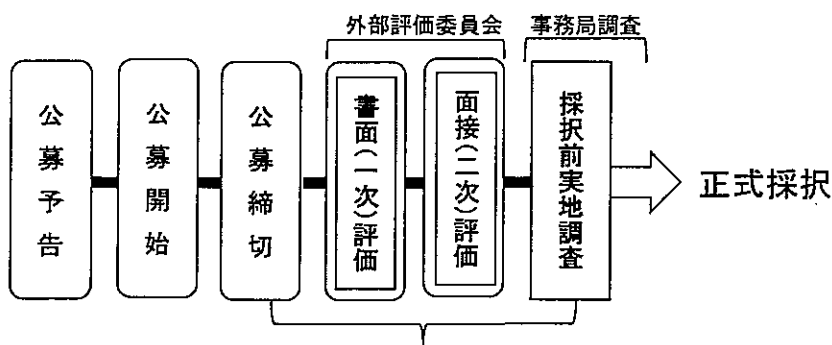 外部評価委員会
事務局調査
公募予告
公募開始
公募締切
書面(一次)評価
面接(二次)評価
採択前実地調査
正式採択